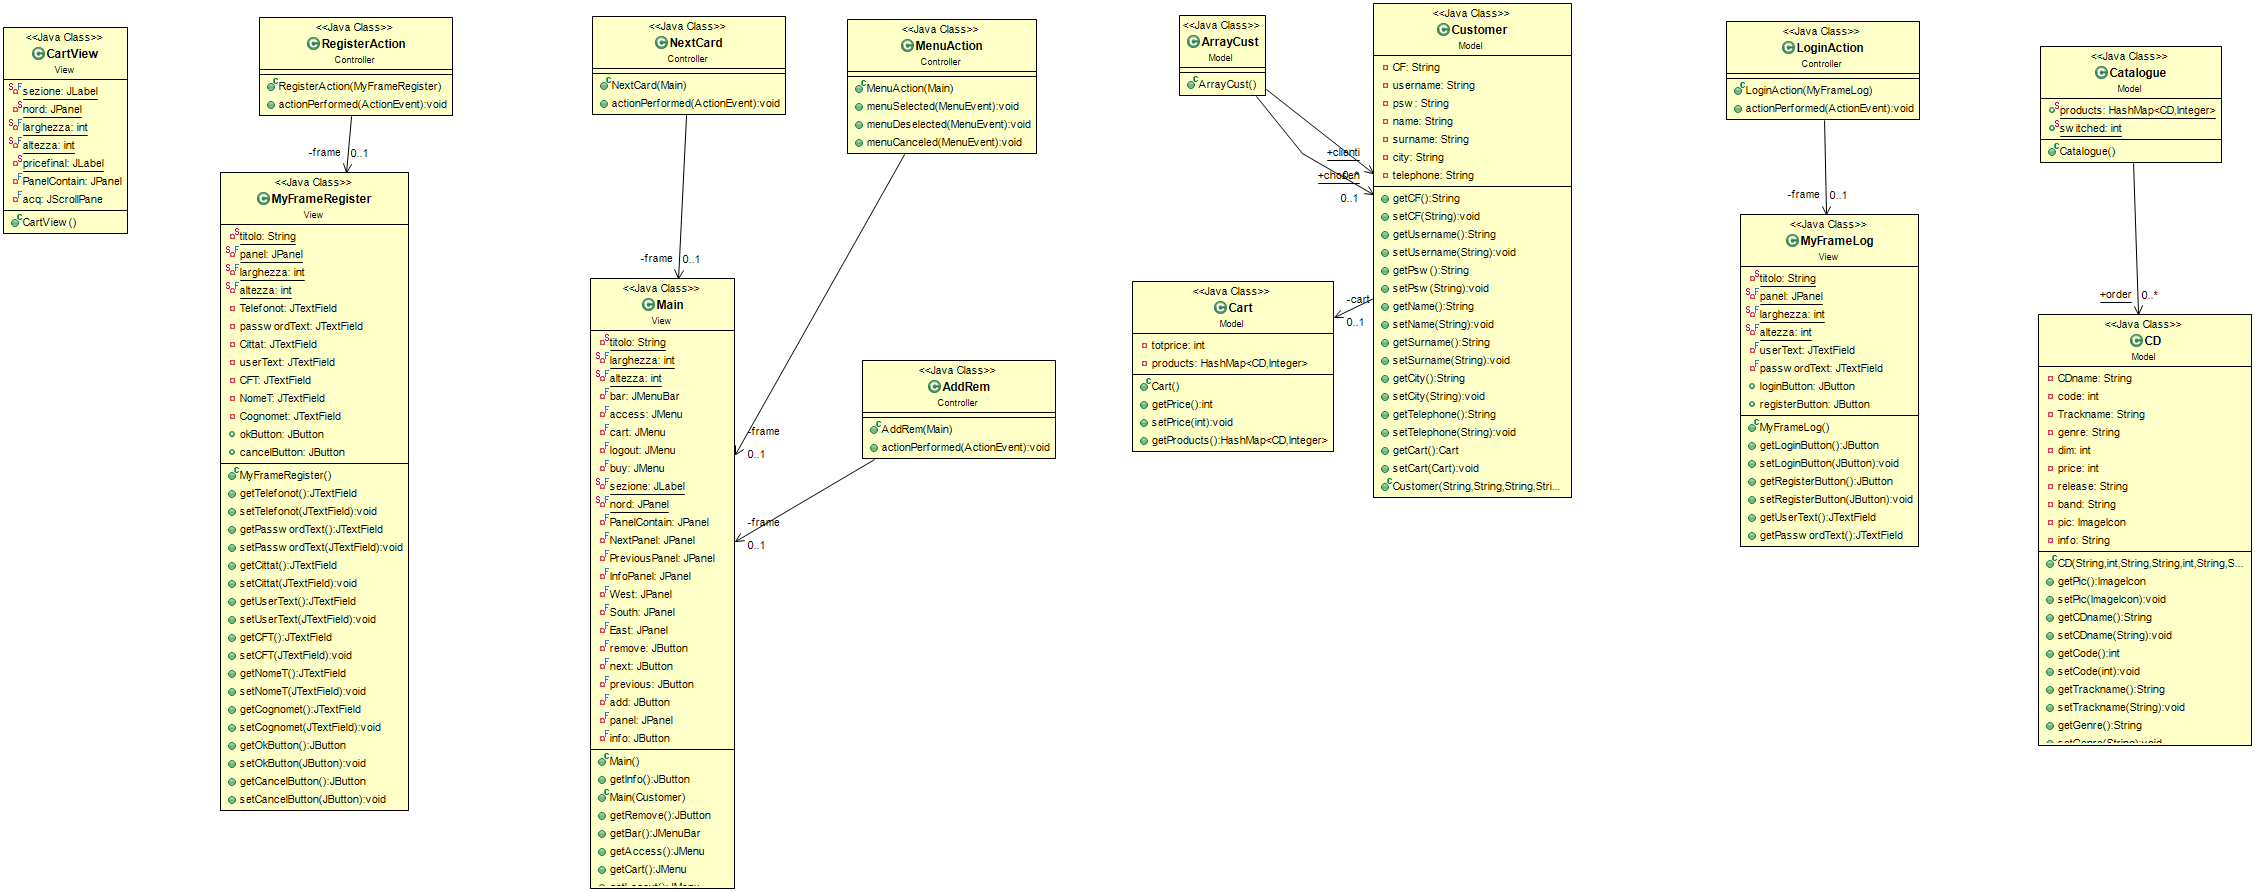 <<Java Class>>
CartView
View
sezione: JLabel
nord: JPanel
larghezza: int
altezza: int
pricefinal: JLabel
PanelContain: JPanel
acq: JScrollPane
CartView()
<<Java Class>>
RegisterAction
Controller
RegisterAction(MyFrameRegister)
actionPerformed(ActionEvent):void
-frame
0..1
<<Java Class>>
MyFrameRegister
View
titolo: String
panel: JPanel
larghezza: int
altezza: int
Telefonot: JTextField
passwordText: JTextField
Cittat: JTextField
userText: JTextField
CFT: JTextField
NomeT: JTextField
Cognomet: JTextField
okButton: JButton
cancelButton: JButton
MyFrameRegister()
getTelefonot():JTextField
setTelefonot(JTextField):void
getPasswordText():JTextField
setPasswordText(JTextField):void
getCittat():JTextField
setCittat(JTextField):void
getUserText():JTextField
setUserText(JTextField):void
getCFT():JTextField
setCFT(JTextField):void
getNomeT():JTextField
setNomeT(JTextField):void
getCognomet():JTextField
setCognomet(JTextField):void
getOkButton():JButton
setOkButton(JButton):void
getCancelButton():JButton
setCancelButton(JButton):void
<<Java Class>>
NextCard
Controller
NextCard(Main)
actionPerformed(ActionEvent):void
-frame
0..1
<<Java Class>>
Main
View
titolo: String
larghezza: int
altezza: int
bar: JMenuBar
access: JMenu
cart: JMenu
logout: JMenu
buy: JMenu
sezione: JLabel
nord: JPanel
PanelContain: JPanel
NextPanel: JPanel
PreviousPanel: JPanel
InfoPanel: JPanel
West: JPanel
South: JPanel
East: JPanel
remove: JButton
next: JButton
previous: JButton
add: JButton
panel: JPanel
info: JButton
Main()
getInfo():JButton
Main(Customer)
getRemove():JButton
getBar():JMenuBar
getAccess():JMenu
getCart():JMenu
<<Java Class>>
MenuAction
Controller
MenuAction(Main)
menuSelected(MenuEvent):void
menuDeselected(MenuEvent):void
menuCanceled(MenuEvent):void
-frame
0..1
<<Java Class>>
AddRem
Controller
AddRem(Main)
actionPerformed(ActionEvent):void
-frame
0..1
<<Java Class>>
ArrayCust
Model
ArrayCust()
+clienti
0..*
+chosen
0..1
<<Java Class>>
Customer
Model
CF: String
username: String
psw: String
name: String
surname: String
city: String
telephone: String
getCF():String
setCF(String):void
getUsername():String
setUsername(String):void
getPsw():String
setPsw(String):void
getName():String
setName(String):void
getSurname():String
setSurname(String):void
getCity():String
setCity(String):void
getTelephone():String
setTelephone(String):void
getCart():Cart
setCart(Cart):void
Customer(String,String,String,Stri...
-cart
0..1
<<Java Class>>
Cart
Model
totprice: int
products: HashMap<CD,Integer>
Cart()
getPrice():int
setPrice(int):void
getProducts():HashMap<CD,Integer>
<<Java Class>>
LoginAction
Controller
LoginAction(MyFrameLog)
actionPerformed(ActionEvent):void
-frame
0..1
<<Java Class>>
MyFrameLog
View
titolo: String
panel: JPanel
larghezza: int
altezza: int
userText: JTextField
passwordText: JTextField
loginButton: JButton
registerButton: JButton
MyFrameLog()
getLoginButton():JButton
setLoginButton(JButton):void
getRegisterButton():JButton
setRegisterButton(JButton):void
getUserText():JTextField
getPasswordText():JTextField
<<Java Class>>
Catalogue
Model
products: HashMap<CD,Integer>
switched: int
Catalogue()
+order
0..*
<<Java Class>>
CD
Model
CDname: String
code: int
Trackname: String
genre: String
dim: int
price: int
release: String
band: String
pic: ImageIcon
info: String
CD(String,int,String,String,int,String,S...
getPic():ImageIcon
setPic(ImageIcon):void
getCDname():String
setCDname(String):void
getCode():int
setCode(int):void
getTrackname():String
setTrackname(String):void
getGenre():String